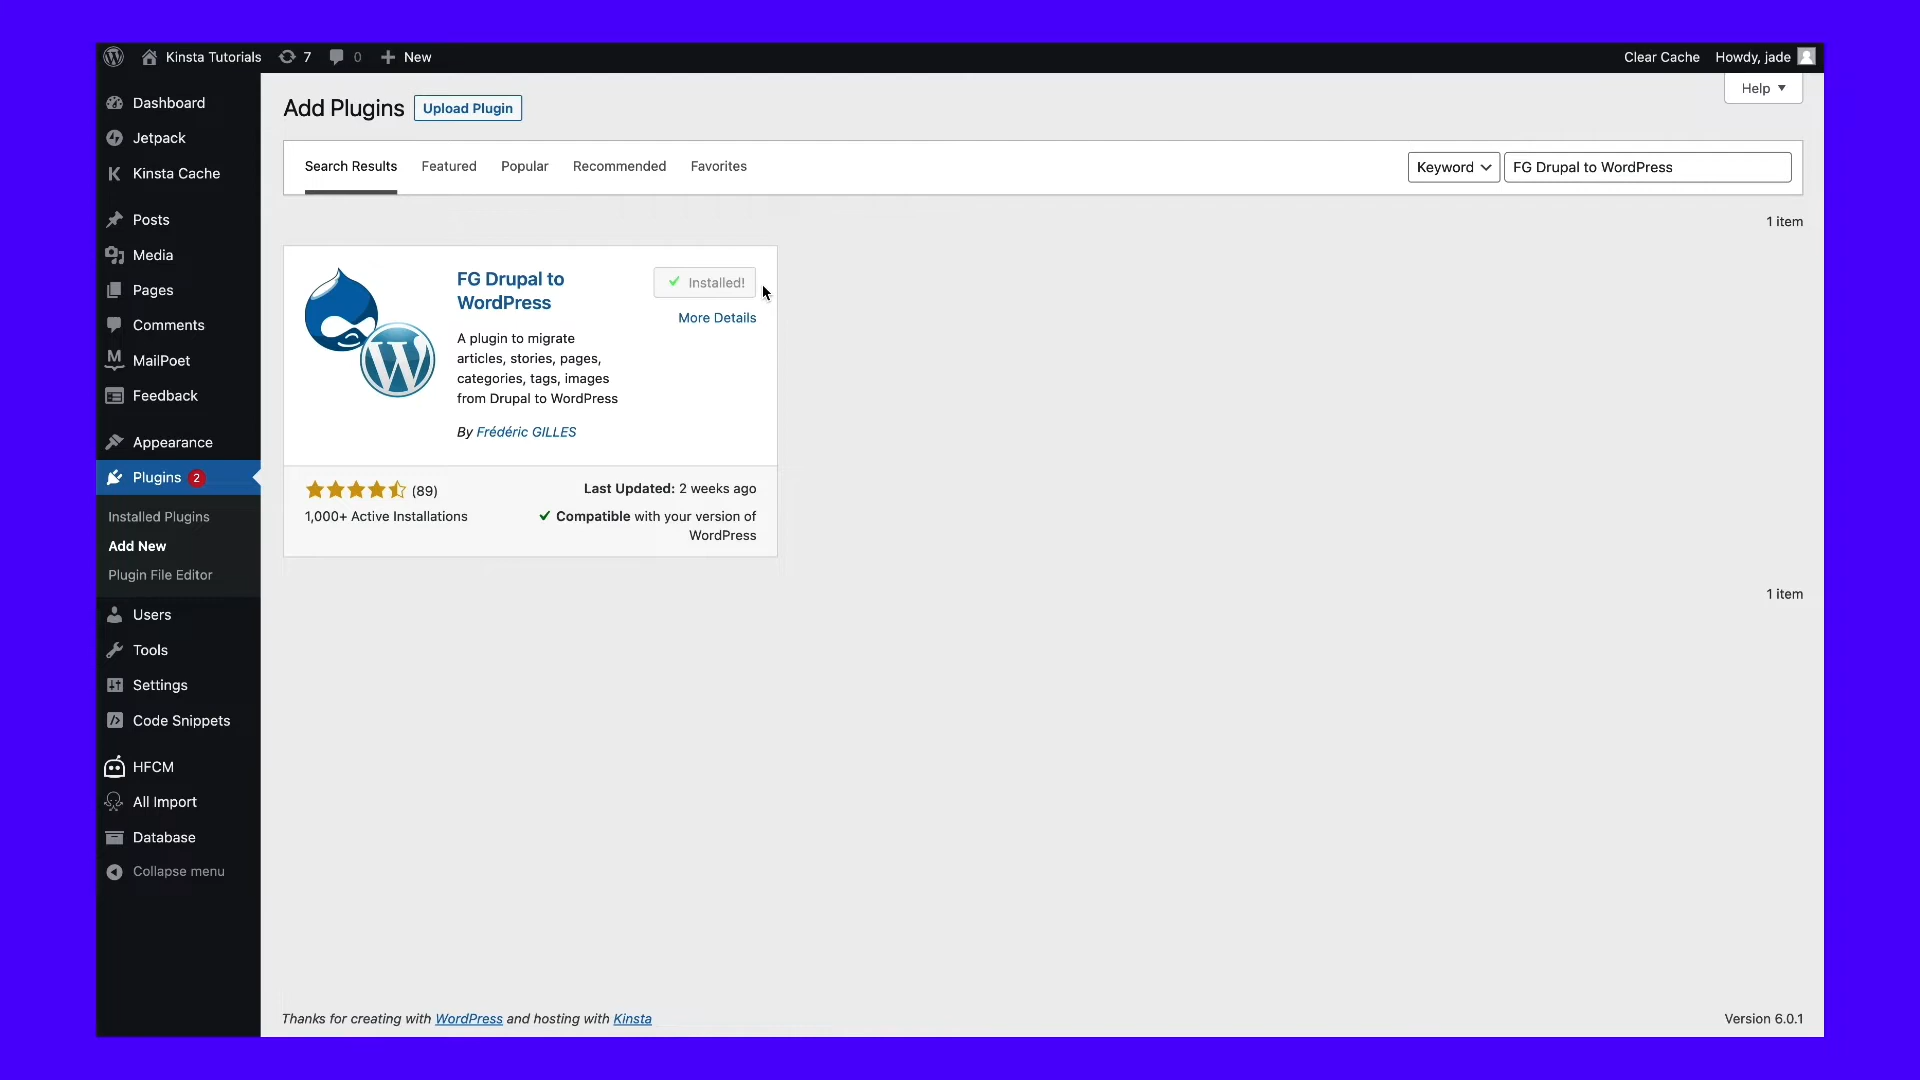 Kinsta Tutorials 7 0 New Clear Cache Howdy, jade
Help
Dashboard
Jetpack
Kinsta Cache
Posts
Media
Pages
Comments
MailPoet
Feedback
Appearance
Plugins 2
Installed Plugins
Add New
Plugin File Editor
Users
Tools
Settings
Code Snippets
HFCM
All Import
Database
Collapse menu
Add Plugins Upload Plugin
Search Results Featured Popular Recommended Favorites Keyword FG Drupal to WordPress
1 item
FG Drupal to
WordPress
Installed!
More Details
A plugin to migrate
articles, stories, pages,
categories, tags, images
from Drupal to WordPress
By Frédéric GILLES
(89)
1,000+ Active Installations
Last Updated: 2 weeks ago
Compatible with your version of
WordPress
1 item
Thanks for creating with WordPress and hosting with Kinsta Version 6.0.1